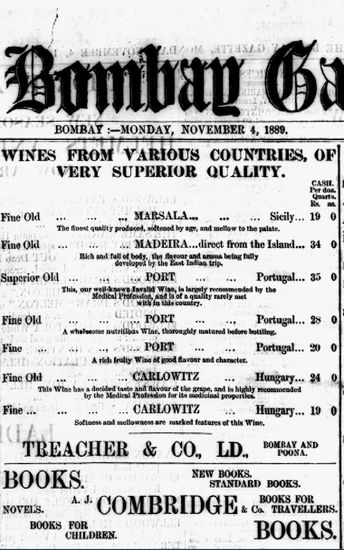 Bombay Ga
BOMBAY :—MONDAY, NOVEMBER 4, 1889.
WINES FROM VARIOUS COUNTRIES, OF
VERY SUPERIOR QUALITY.
CASH.
Per doz.
Quarts.
Rs. as.
Fine Old ... ... ... MARSALA... ... ... Sicily... 19 0
The finest quality produced, softened by age, and mellow to the palate.
Fine Old ... ... ... MADEIRA...direct from the Island... 34 0
Rich and full of body, the flavour and aroma being fully
developed by the East Indian trip.
Superior Old ... ... PORT ... ... Portugal... 35 0
This, our well-known Invalid Wine, is largely recommended by the
Medical Profession, and is of a quality rarely met
with in this country.
Fine Old ... ... ... PORT ... ... Portugal... 28 0
A wholesome nutritious Wine, thoroughly matured before bottling.
Fine ... ... ... PORT ... ... Portugal... 20 0
A rich fruity Wine of good flavour and character.
Fine Old ... ... CARLOWITZ ... Hungary... 24 0
This Wine has a decided taste and flavour of the grape, and is highly recommended
by the Medical Profession for its medicinal properties.
Fine ... ... ... CARLOWITZ ... Hungary... 19 0
Softness and mellowness are marked features of this Wine.
TREACHER & CO., LD., BOMBAY AND
POONA.
BOOKS. NEW BOOKS.
STANDARD BOOKS.
NOVELS. A. J. COMBRIDGE & Co. BOOKS FOR
TRAVELLERS.
BOOKS FOR
CHILDREN. BOOKS.